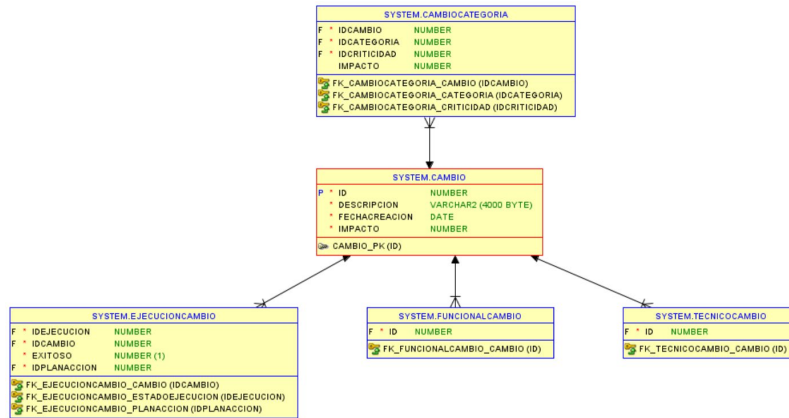 SYSTEM.CAMBIOCATEGORIA
F * IDCAMBIO NUMBER
F * IDCATEGORIA NUMBER
F * IDCRITICIDAD NUMBER
IMPACTO NUMBER
FK_CAMBIOCATEGORIA_CAMBIO (IDCAMBIO)
FK_CAMBIOCATEGORIA_CATEGORIA (IDCATEGORIA)
FK_CAMBIOCATEGORIA_CRITICIDAD (IDCRITICIDAD)
SYSTEM.CAMBIO
P * ID NUMBER
* DESCRIPCION VARCHAR2 (4000 BYTE)
* FECHACREACION DATE
* IMPACTO NUMBER
CAMBIO_PK (ID)
SYSTEM.EJECUCIONCAMBIO
F * IDEJECUCION NUMBER
F * IDCAMBIO NUMBER
* EXITOSO NUMBER (1)
F * IDPLANACCION NUMBER
FK_EJECUCIONCAMBIO_CAMBIO (IDCAMBIO)
FK_EJECUCIONCAMBIO_ESTADOEJECUCION (IDEJECUCION)
FK_EJECUCIONCAMBIO_PLANACCION (IDPLANACCION)
SYSTEM.FUNCIONALCAMBIO
F * ID NUMBER
FK_FUNCIONALCAMBIO_CAMBIO (ID)
SYSTEM.TECNICOCAMBIO
F * ID NUMBER
FK_TECNICOCAMBIO_CAMBIO (ID)